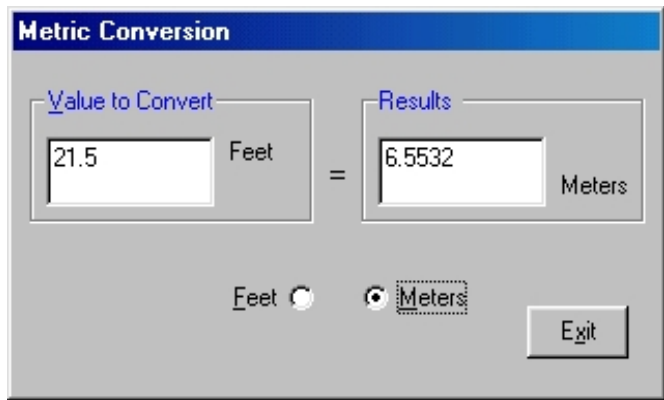 Metric Conversion
Value to Convert
Results
21.5
Feet
=
6.5532
Meters
Feet
Meters
Exit